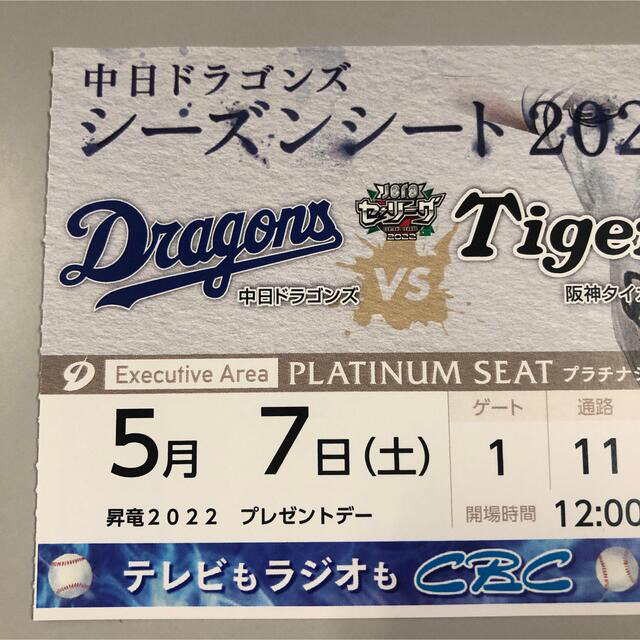 中日ドラゴンズ
シーズンシート 202
Dragons セ・リーグ 2022 VS Tiger
中日ドラゴンズ 阪神タイガ
Executive Area PLATINUM SEAT プラチナシ
ゲート 通路
5月 7日(土) 1 11
昇竜2022 プレゼントデー 開場時間 12:00
テレビもラジオも CBC